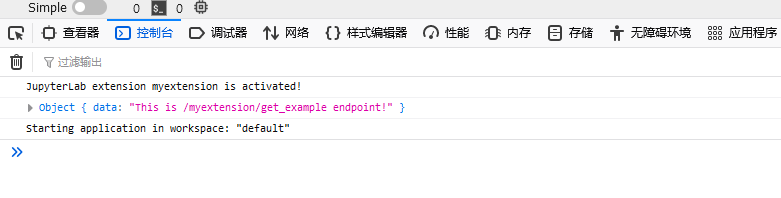 Simple 0 $_ 0
查看器 控制台 调试器 网络 {} 样式编辑器 性能 内存 存储 无障碍环境 应用程序
过滤输出
JupyterLab extension myextension is activated!
Object { data: "This is /myextension/get_example endpoint!" }
Starting application in workspace: "default"